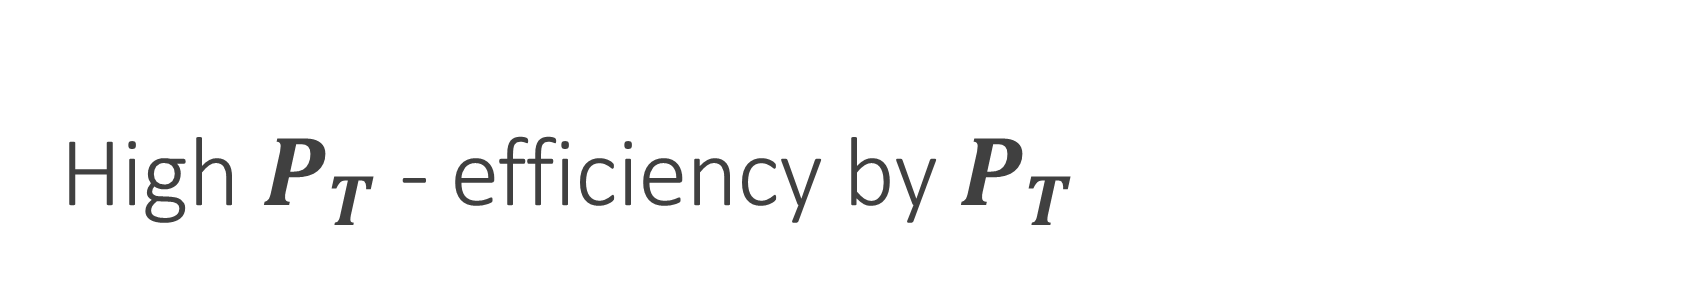 High P_T - efficiency by P_T